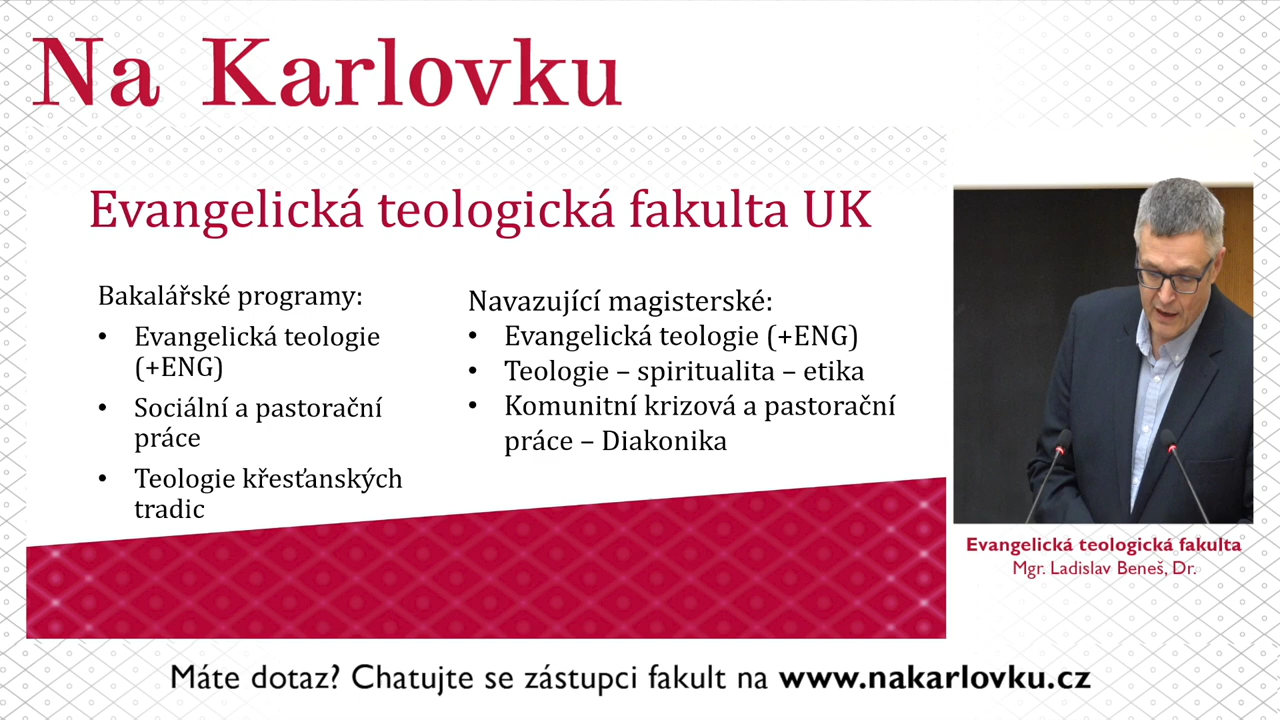 Na Karlovku
Evangelická teologická fakulta UK
Bakalářské programy:
• Evangelická teologie
(+ENG)
• Sociální a pastorační
práce
• Teologie křesťanských
tradic
Navazující magisterské:
• Evangelická teologie (+ENG)
• Teologie – spiritualita – etika
• Komunitní krizová a pastorační
práce – Diakonika
Evangelická teologická fakulta
Mgr. Ladislav Beneš, Dr.
Máte dotaz? Chatujte se zástupci fakult na www.nakarlovku.cz